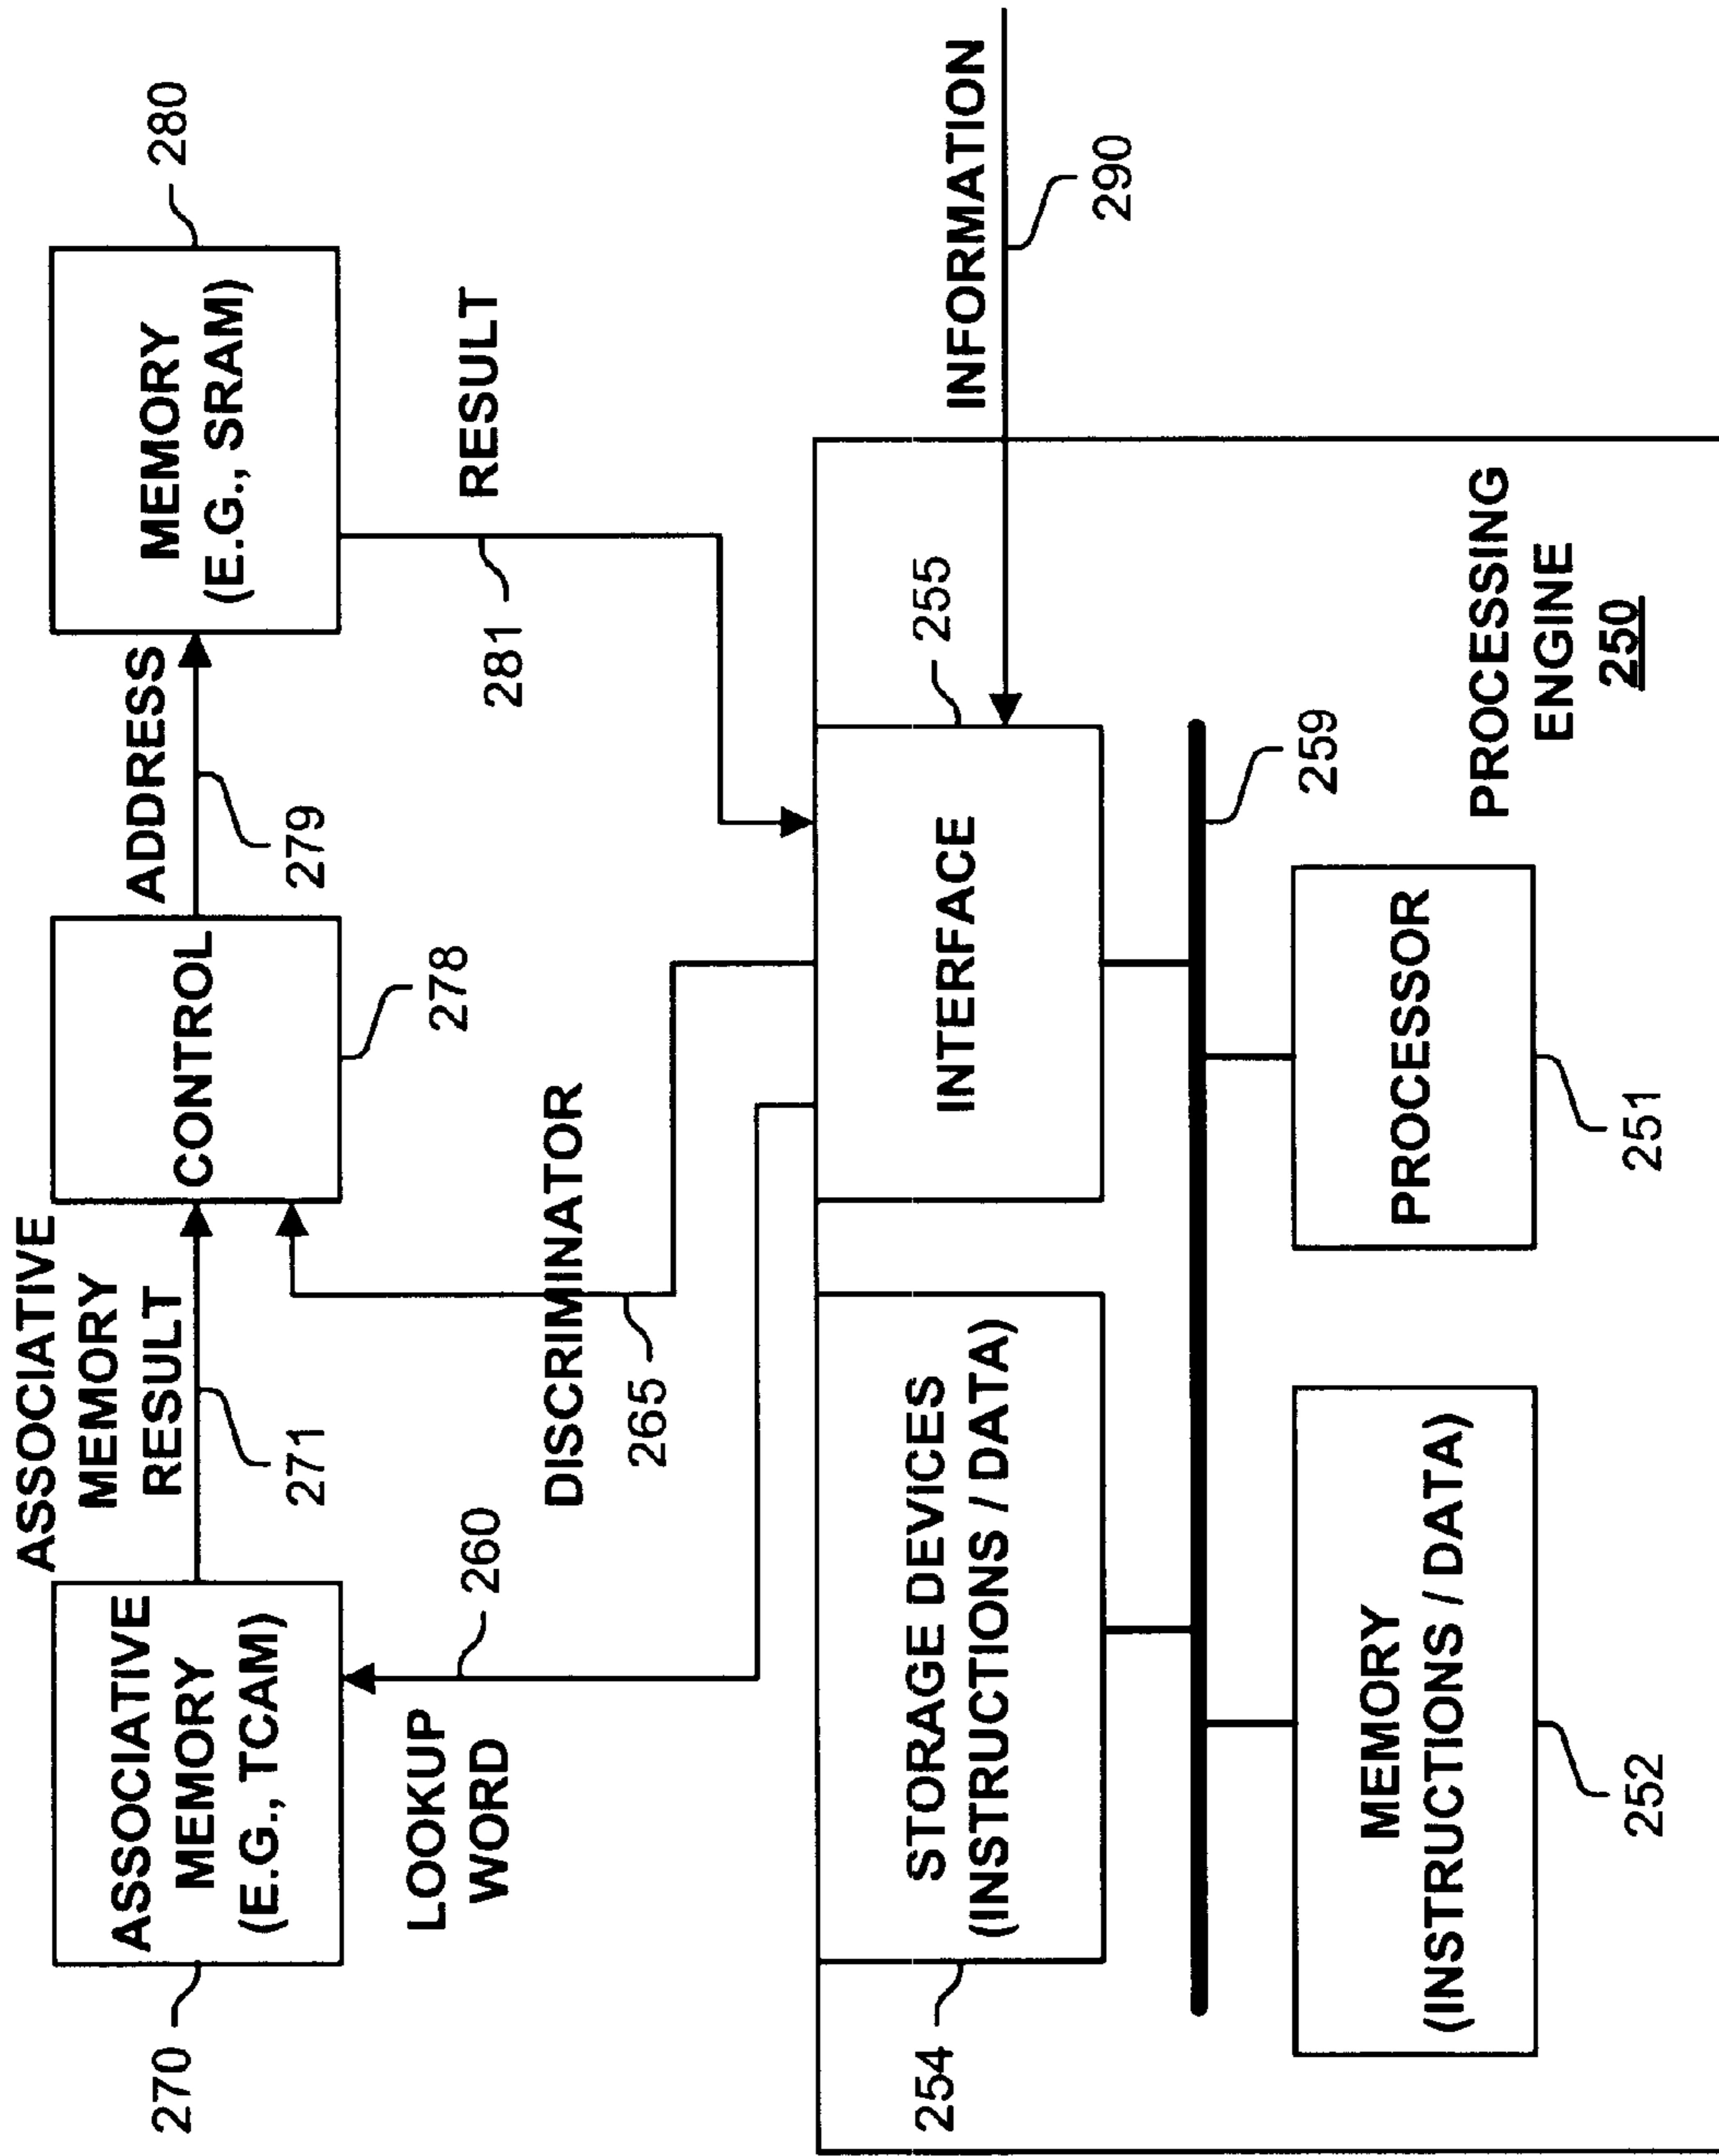 ASSOCIATIVE
MEMORY
(E.G., TCAM)
270
ASSOCIATIVE
MEMORY
RESULT
271
CONTROL
278
ADDRESS
279
MEMORY
(E.G., SRAM)
280
LOOKUP
WORD
260
DISCRIMINATOR
265
RESULT
281
INFORMATION
290
STORAGE DEVICES
(INSTRUCTIONS / DATA)
254
INTERFACE
255
259
MEMORY
(INSTRUCTIONS / DATA)
252
PROCESSOR
251
PROCESSING
ENGINE
250